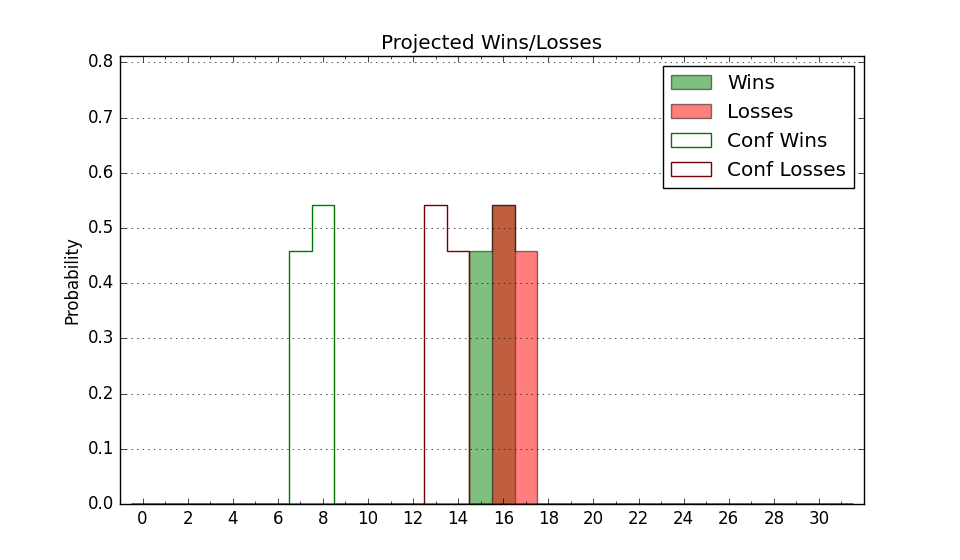 Projected Wins/Losses
Probability
0.8
0.7
0.6
0.5
0.4
0.3
0.2
0.1
0.0
Wins
Losses
Conf Wins
Conf Losses
0 2 4 6 8 10 12 14 16 18 20 22 24 26 28 30